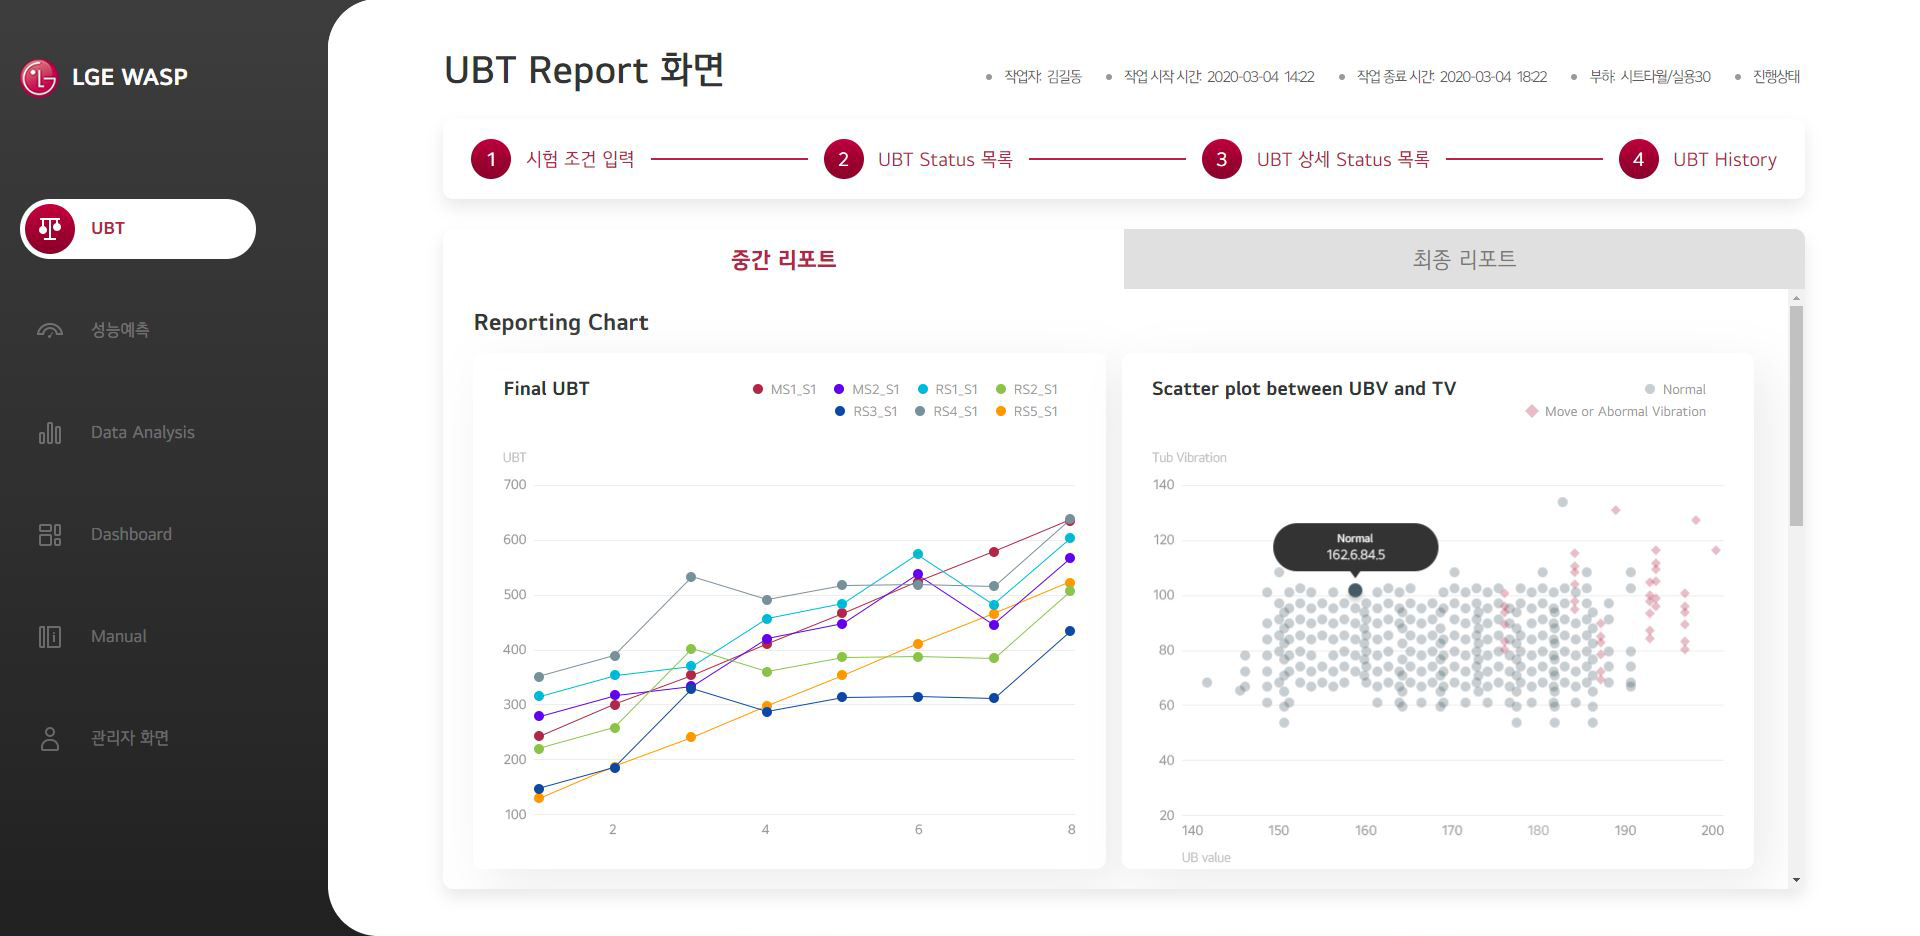 LGE WASP
UBT
성능예측
Data Analysis
Dashboard
Manual
관리자 화면
UBT Report 화면
작업자: 김길동
작업 시작 시간: 2020-03-04 14:22
작업 종료 시간: 2020-03-04 18:22
부하: 시트타월/실용30
진행상태
1 시험 조건 입력
2 UBT Status 목록
3 UBT 상세 Status 목록
4 UBT History
중간 리포트
최종 리포트
Reporting Chart
Final UBT
MS1_S1 MS2_S1 RS1_S1 RS2_S1
RS3_S1 RS4_S1 RS5_S1
UBT
700
600
500
400
300
200
100
2 4 6 8
Scatter plot between UBV and TV
Normal
Move or Abormal Vibration
Tub Vibration
140
120
100
80
60
40
20
Normal
162.6.84.5
140 150 160 170 180 190 200
UB value